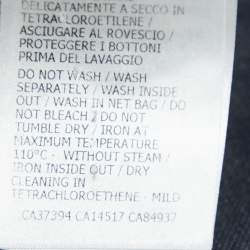 DELICATAMENTE A SECCO IN
TETRACLOROETILENE /
ASCIUGARE AL ROVESCIO /
PROTEGGERE I BOTTONI
PRIMA DEL LAVAGGIO
DO NOT WASH / WASH
SEPARATELY / WASH INSIDE
OUT / WASH IN NET BAG / DO
NOT BLEACH / DO NOT
TUMBLE DRY / IRON AT
MAXIMUM TEMPERATURE
110°C - WITHOUT STEAM /
IRON INSIDE OUT / DRY
CLEANING IN
TETRACHLOROETHENE - MILD
CA37394 CA14517 CA84937